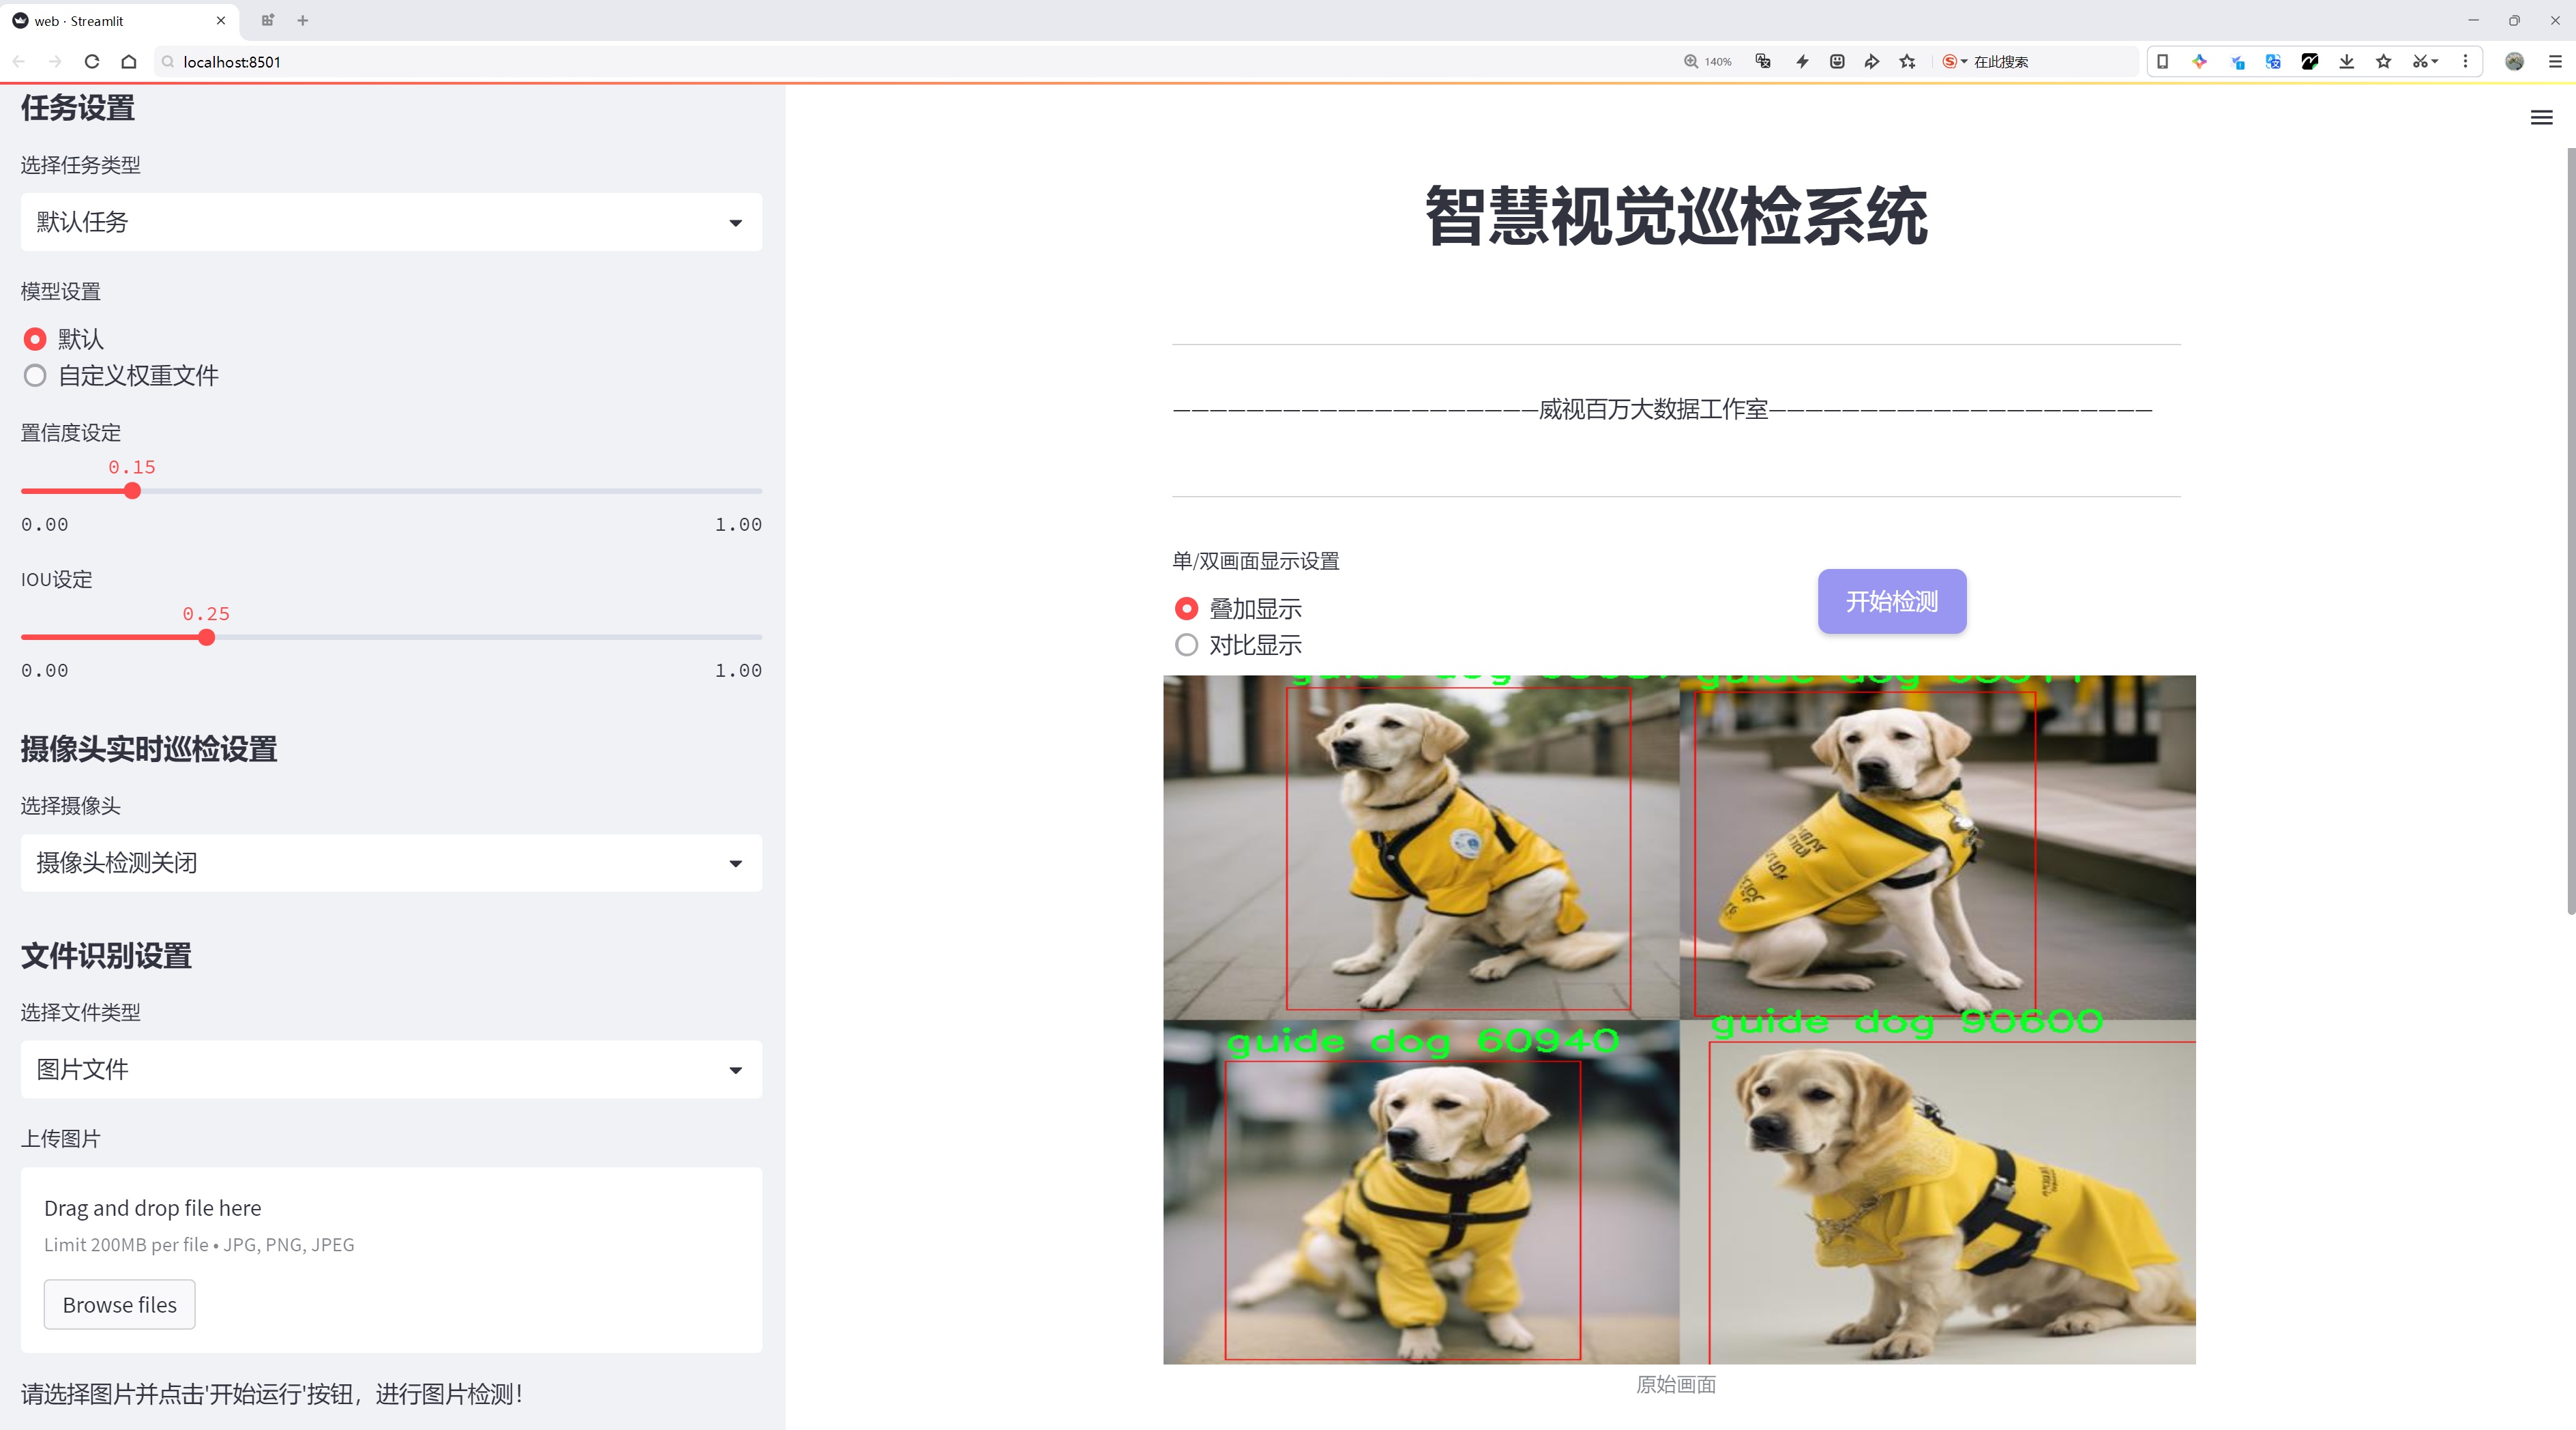 web · Streamlit
localhost:8501
140%
在此搜索
任务设置
选择任务类型
默认任务
模型设置
默认
自定义权重文件
置信度设定
0.15
0.00
1.00
IOU设定
0.25
0.00
1.00
摄像头实时巡检设置
选择摄像头
摄像头检测关闭
文件识别设置
选择文件类型
图片文件
上传图片
Drag and drop file here
Limit 200MB per file • JPG, PNG, JPEG
Browse files
请选择图片并点击'开始运行'按钮，进行图片检测！
智慧视觉巡检系统
————————————————————威视百万大数据工作室—————————————————————
单/双画面显示设置
叠加显示
对比显示
开始检测
guide dog
guide dog
guide dog 60940
guide dog 90600
原始画面